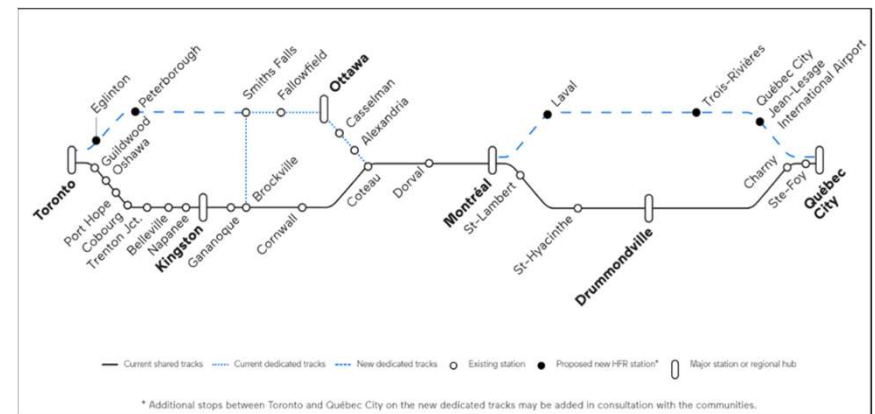 Eglinton
Peterborough
Smiths Falls
Fallowfield
Ottawa
Casselman
Alexandria
Laval
Trois-Rivières
Québec City
Jean-Lesage
International Airport
Toronto
Guildwood
Oshawa
Port Hope
Cobourg
Trenton Jct.
Belleville
Napanee
Kingston
Gananoque
Brockville
Cornwall
Coteau
Dorval
Montréal
St-Lambert
St-Hyacinthe
Drummondville
Charny
Ste-Foy
Québec
City
Current shared tracks
Current dedicated tracks
New dedicated tracks
Existing station
Proposed new HFR station*
Major station or regional hub
* Additional stops between Toronto and Québec City on the new dedicated tracks may be added in consultation with the communities.